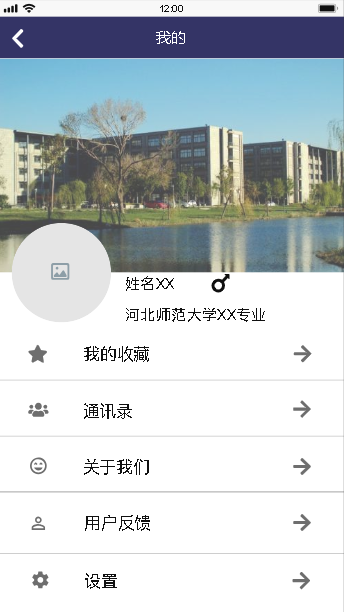 12:00
我的
姓名XX
河北师范大学XX专业
我的收藏
通讯录
关于我们
用户反馈
设置